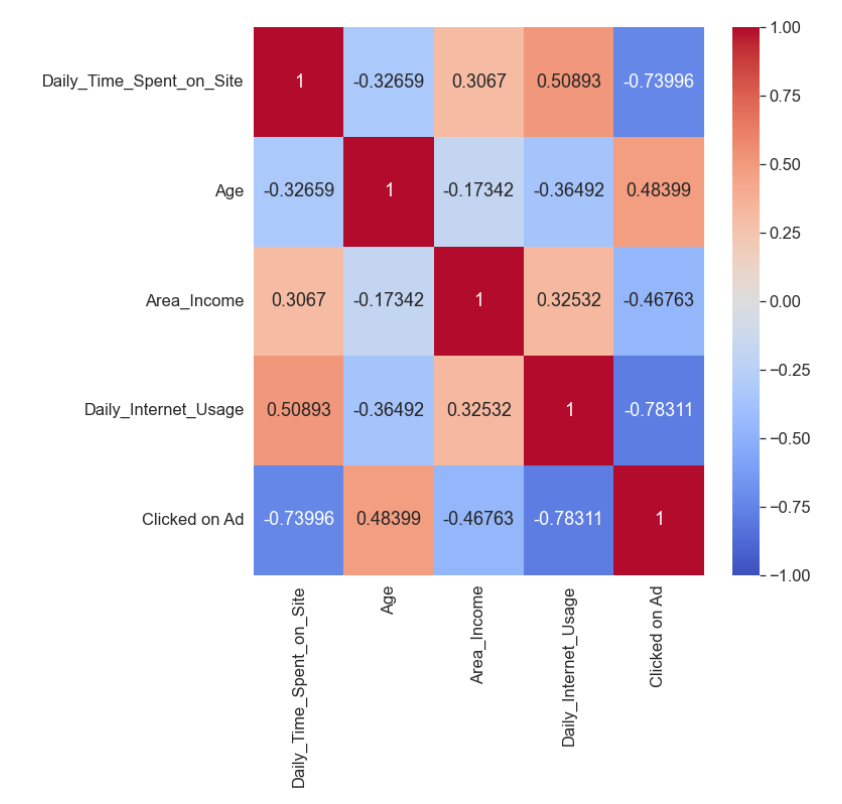 Daily_Time_Spent_on_Site 1 -0.32659 0.3067 0.50893 -0.73996
Age -0.32659 1 -0.17342 -0.36492 0.48399
Area_Income 0.3067 -0.17342 1 0.32532 -0.46763
Daily_Internet_Usage 0.50893 -0.36492 0.32532 1 -0.78311
Clicked on Ad -0.73996 0.48399 -0.46763 -0.78311 1
Daily_Time_Spent_on_Site
Age
Area_Income
Daily_Internet_Usage
Clicked on Ad
1.00
0.75
0.50
0.25
0.00
−0.25
−0.50
−0.75
−1.00